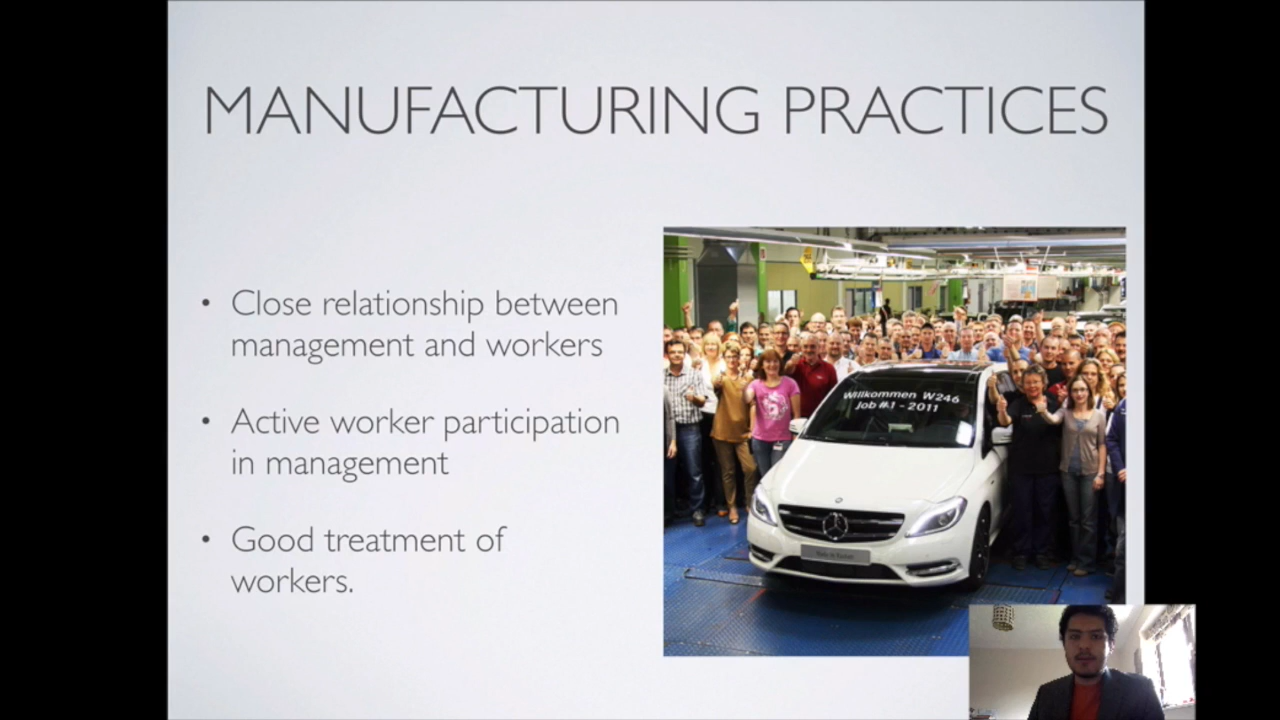 MANUFACTURING PRACTICES
• Close relationship between
management and workers
• Active worker participation
in management
• Good treatment of
workers.
Willkommen W246
Job #1 - 2011